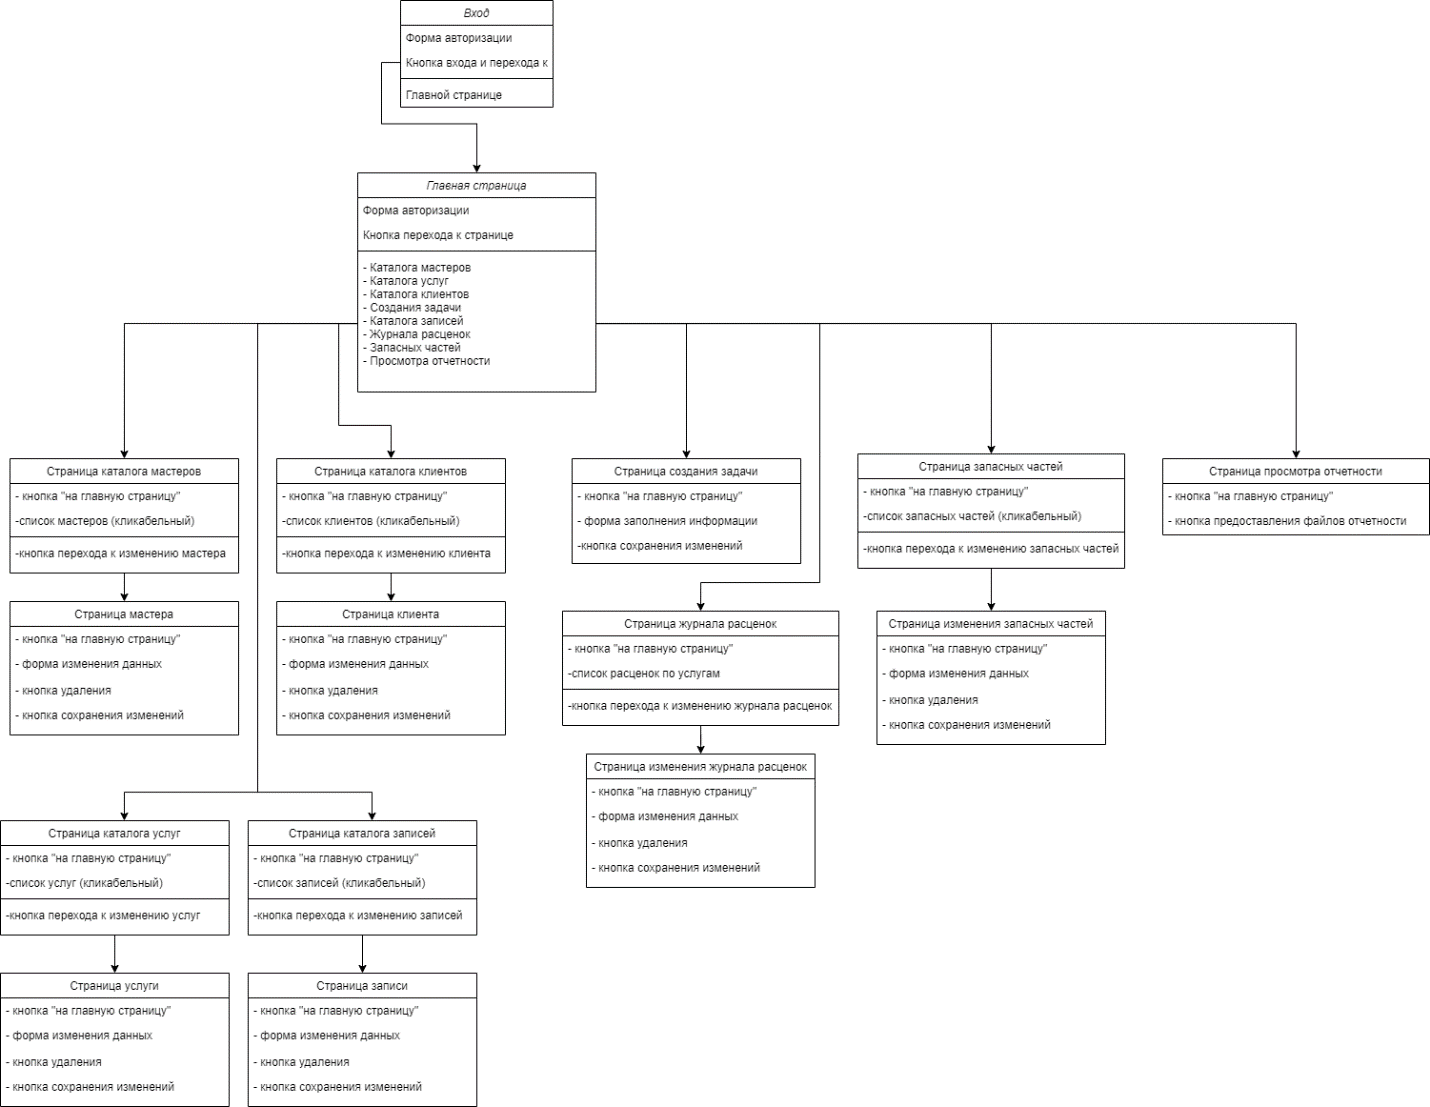 Вход
Форма авторизации
Кнопка входа и перехода к
Главной странице
Главная страница
Форма авторизации
Кнопка перехода к странице
- Каталога мастеров
- Каталога услуг
- Каталога клиентов
- Создания задачи
- Каталога записей
- Журнала расценок
- Запасных частей
- Просмотра отчетности
Страница каталога мастеров
- кнопка "на главную страницу"
-список мастеров (кликабельный)
-кнопка перехода к изменению мастера
Страница каталога клиентов
- кнопка "на главную страницу"
-список клиентов (кликабельный)
-кнопка перехода к изменению клиента
Страница создания задачи
- кнопка "на главную страницу"
- форма заполнения информации
-кнопка сохранения изменений
Страница запасных частей
- кнопка "на главную страницу"
-список запасных частей (кликабельный)
-кнопка перехода к изменению запасных частей
Страница просмотра отчетности
- кнопка "на главную страницу"
- кнопка предоставления файлов отчетности
Страница мастера
- кнопка "на главную страницу"
- форма изменения данных
- кнопка удаления
- кнопка сохранения изменений
Страница клиента
- кнопка "на главную страницу"
- форма изменения данных
- кнопка удаления
- кнопка сохранения изменений
Страница журнала расценок
- кнопка "на главную страницу"
-список расценок по услугам
-кнопка перехода к изменению журнала расценок
Страница изменения запасных частей
- кнопка "на главную страницу"
- форма изменения данных
- кнопка удаления
- кнопка сохранения изменений
Страница изменения журнала расценок
- кнопка "на главную страницу"
- форма изменения данных
- кнопка удаления
- кнопка сохранения изменений
Страница каталога услуг
- кнопка "на главную страницу"
-список услуг (кликабельный)
-кнопка перехода к изменению услуг
Страница каталога записей
- кнопка "на главную страницу"
-список записей (кликабельный)
-кнопка перехода к изменению записей
Страница услуги
- кнопка "на главную страницу"
- форма изменения данных
- кнопка удаления
- кнопка сохранения изменений
Страница записи
- кнопка "на главную страницу"
- форма изменения данных
- кнопка удаления
- кнопка сохранения изменений